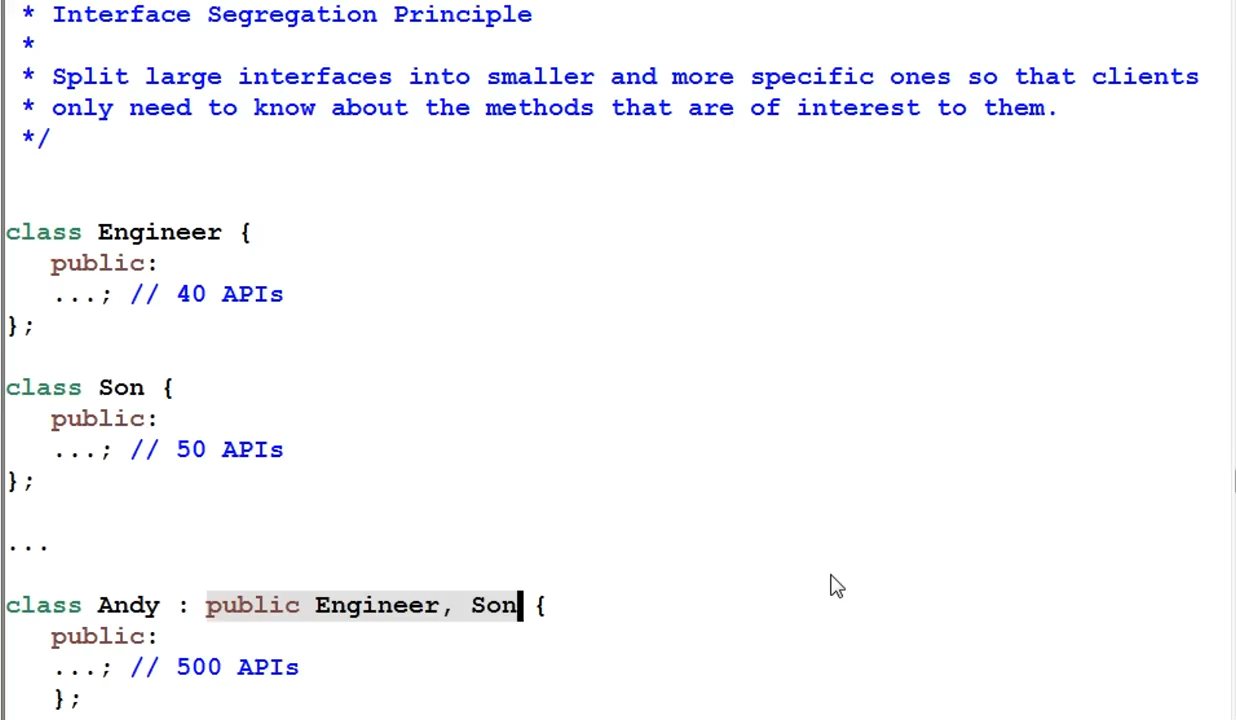 * Interface Segregation Principle
*
* Split large interfaces into smaller and more specific ones so that clients
* only need to know about the methods that are of interest to them.
*/
class Engineer {
public:
...; // 40 APIs
};
class Son {
public:
...; // 50 APIs
};
...
class Andy : public Engineer, Son {
public:
...; // 500 APIs
};